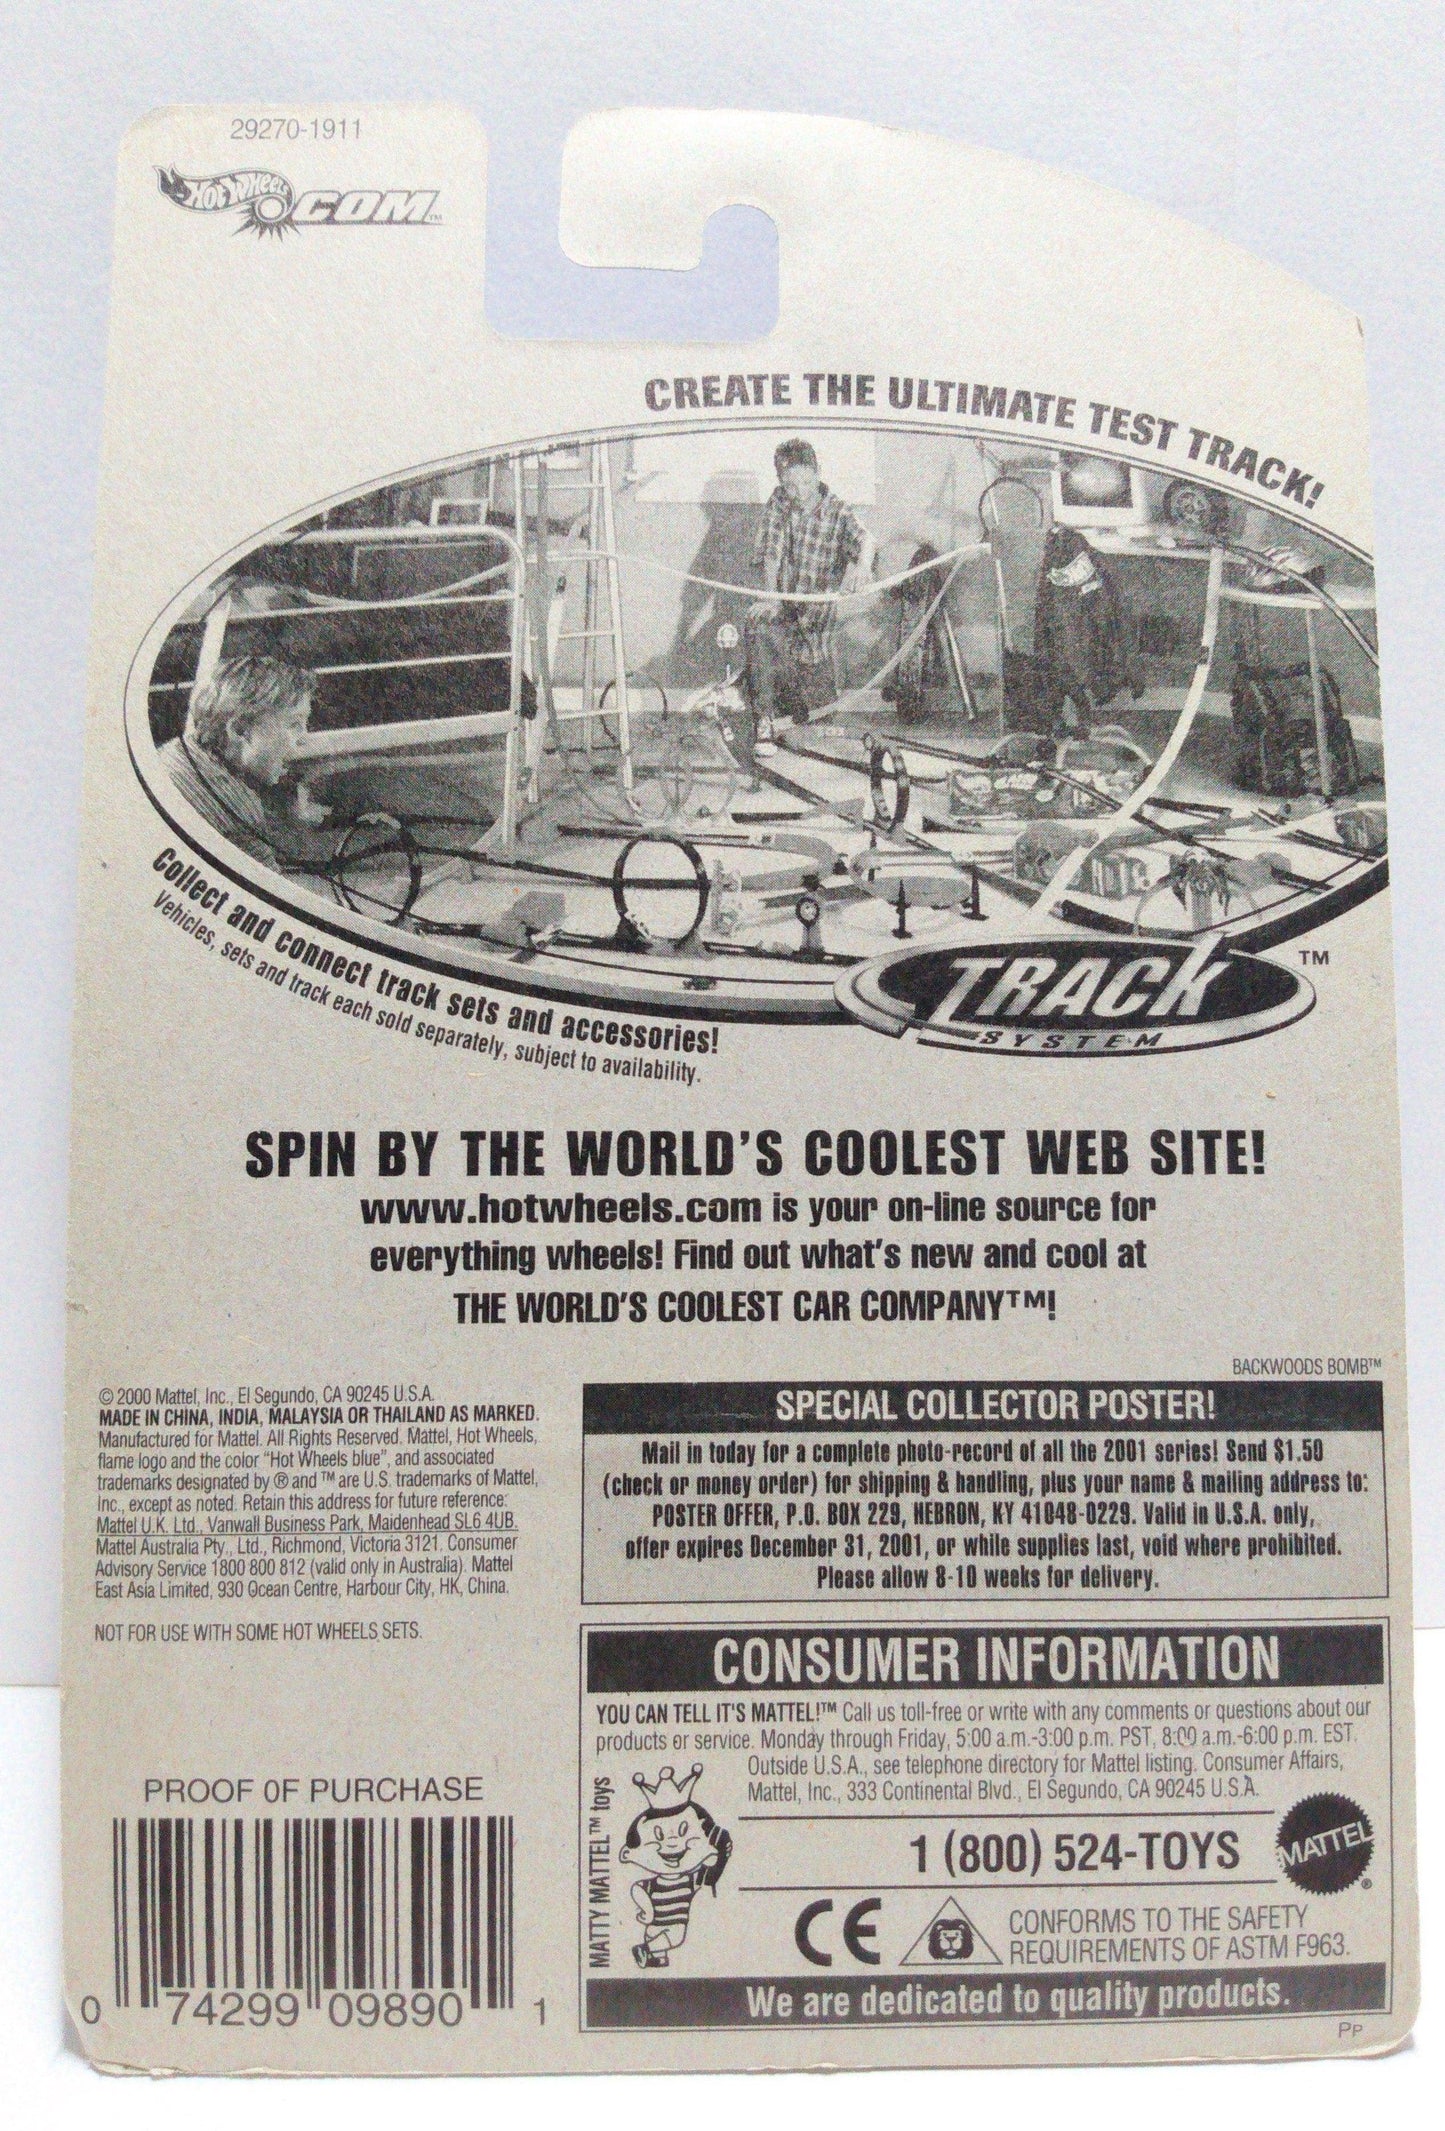 29270-1911
HOT WHEELS.COM™
CREATE THE ULTIMATE TEST TRACK!
Collect and connect track sets and accessories!
Vehicles, sets and track each sold separately, subject to availability.
TRACK™
SYSTEM
SPIN BY THE WORLD'S COOLEST WEB SITE!
www.hotwheels.com is your on-line source for
everything wheels! Find out what's new and cool at
THE WORLD'S COOLEST CAR COMPANY™!
BACKWOODS BOMB™
© 2000 Mattel, Inc., El Segundo, CA 90245 U.S.A.
MADE IN CHINA, INDIA, MALAYSIA OR THAILAND AS MARKED.
Manufactured for Mattel. All Rights Reserved. Mattel, Hot Wheels,
flame logo and the color "Hot Wheels blue", and associated
trademarks designated by ® and ™ are U.S. trademarks of Mattel,
Inc., except as noted. Retain this address for future reference:
Mattel U.K. Ltd., Vanwall Business Park, Maidenhead SL6 4UB.
Mattel Australia Pty., Ltd., Richmond, Victoria 3121. Consumer
Advisory Service 1800 800 812 (valid only in Australia). Mattel
East Asia Limited, 930 Ocean Centre, Harbour City, HK, China.
NOT FOR USE WITH SOME HOT WHEELS SETS.
SPECIAL COLLECTOR POSTER!
Mail in today for a complete photo-record of all the 2001 series! Send $1.50
(check or money order) for shipping & handling, plus your name & mailing address to:
POSTER OFFER, P.O. BOX 229, HEBRON, KY 41048-0229. Valid in U.S.A. only,
offer expires December 31, 2001, or while supplies last, void where prohibited.
Please allow 8-10 weeks for delivery.
CONSUMER INFORMATION
YOU CAN TELL IT'S MATTEL!™ Call us toll-free or write with any comments or questions about our
products or service. Monday through Friday, 5:00 a.m.-3:00 p.m. PST, 8:00 a.m.-6:00 p.m. EST.
Outside U.S.A., see telephone directory for Mattel listing. Consumer Affairs,
Mattel, Inc., 333 Continental Blvd., El Segundo, CA 90245 U.S.A.
MATTY MATTEL™ toys
1 (800) 524-TOYS
MATTEL®
CE
CONFORMS TO THE SAFETY
REQUIREMENTS OF ASTM F963.
We are dedicated to quality products.
PP
PROOF OF PURCHASE
0 74299 09890 1